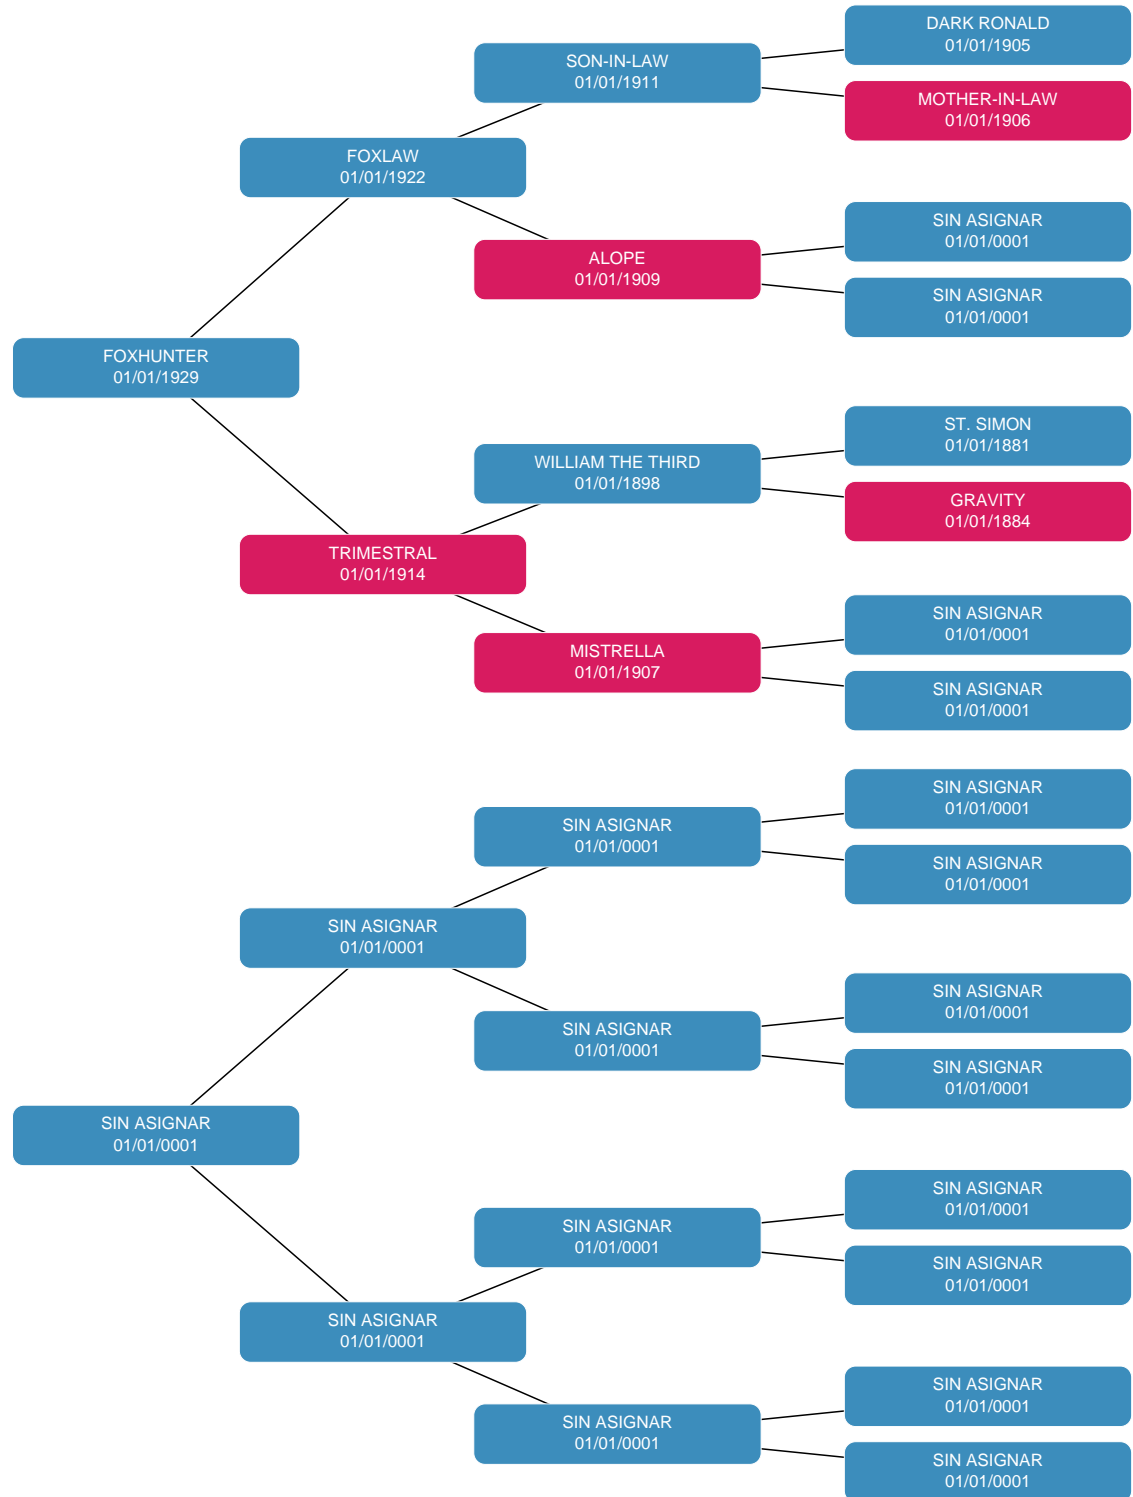 DARK RONALD
01/01/1905
SON-IN-LAW
01/01/1911
MOTHER-IN-LAW
01/01/1906
FOXLAW
01/01/1922
SIN ASIGNAR
01/01/0001
ALOPE
01/01/1909
SIN ASIGNAR
01/01/0001
FOXHUNTER
01/01/1929
ST. SIMON
01/01/1881
WILLIAM THE THIRD
01/01/1898
GRAVITY
01/01/1884
TRIMESTRAL
01/01/1914
SIN ASIGNAR
01/01/0001
MISTRELLA
01/01/1907
SIN ASIGNAR
01/01/0001
SIN ASIGNAR
01/01/0001
SIN ASIGNAR
01/01/0001
SIN ASIGNAR
01/01/0001
SIN ASIGNAR
01/01/0001
SIN ASIGNAR
01/01/0001
SIN ASIGNAR
01/01/0001
SIN ASIGNAR
01/01/0001
SIN ASIGNAR
01/01/0001
SIN ASIGNAR
01/01/0001
SIN ASIGNAR
01/01/0001
SIN ASIGNAR
01/01/0001
SIN ASIGNAR
01/01/0001
SIN ASIGNAR
01/01/0001
SIN ASIGNAR
01/01/0001
SIN ASIGNAR
01/01/0001
SIN ASIGNAR
01/01/0001